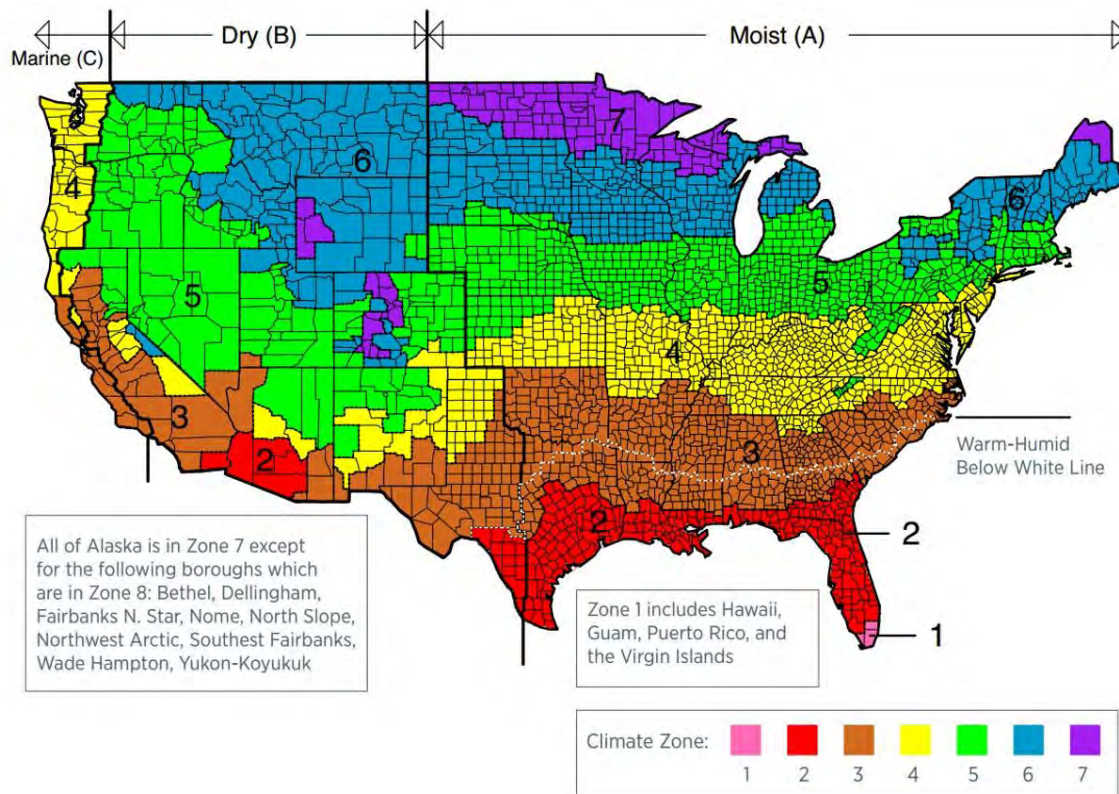 Marine (C)
Dry (B)
Moist (A)
7
6
4
6
5
5
4
3
3
2
2
Warm-Humid
Below White Line
2
1
All of Alaska is in Zone 7 except
for the following boroughs which
are in Zone 8: Bethel, Dellingham,
Fairbanks N. Star, Nome, North Slope,
Northwest Arctic, Southest Fairbanks,
Wade Hampton, Yukon-Koyukuk
Zone 1 includes Hawaii,
Guam, Puerto Rico, and
the Virgin Islands
Climate Zone:
1 2 3 4 5 6 7